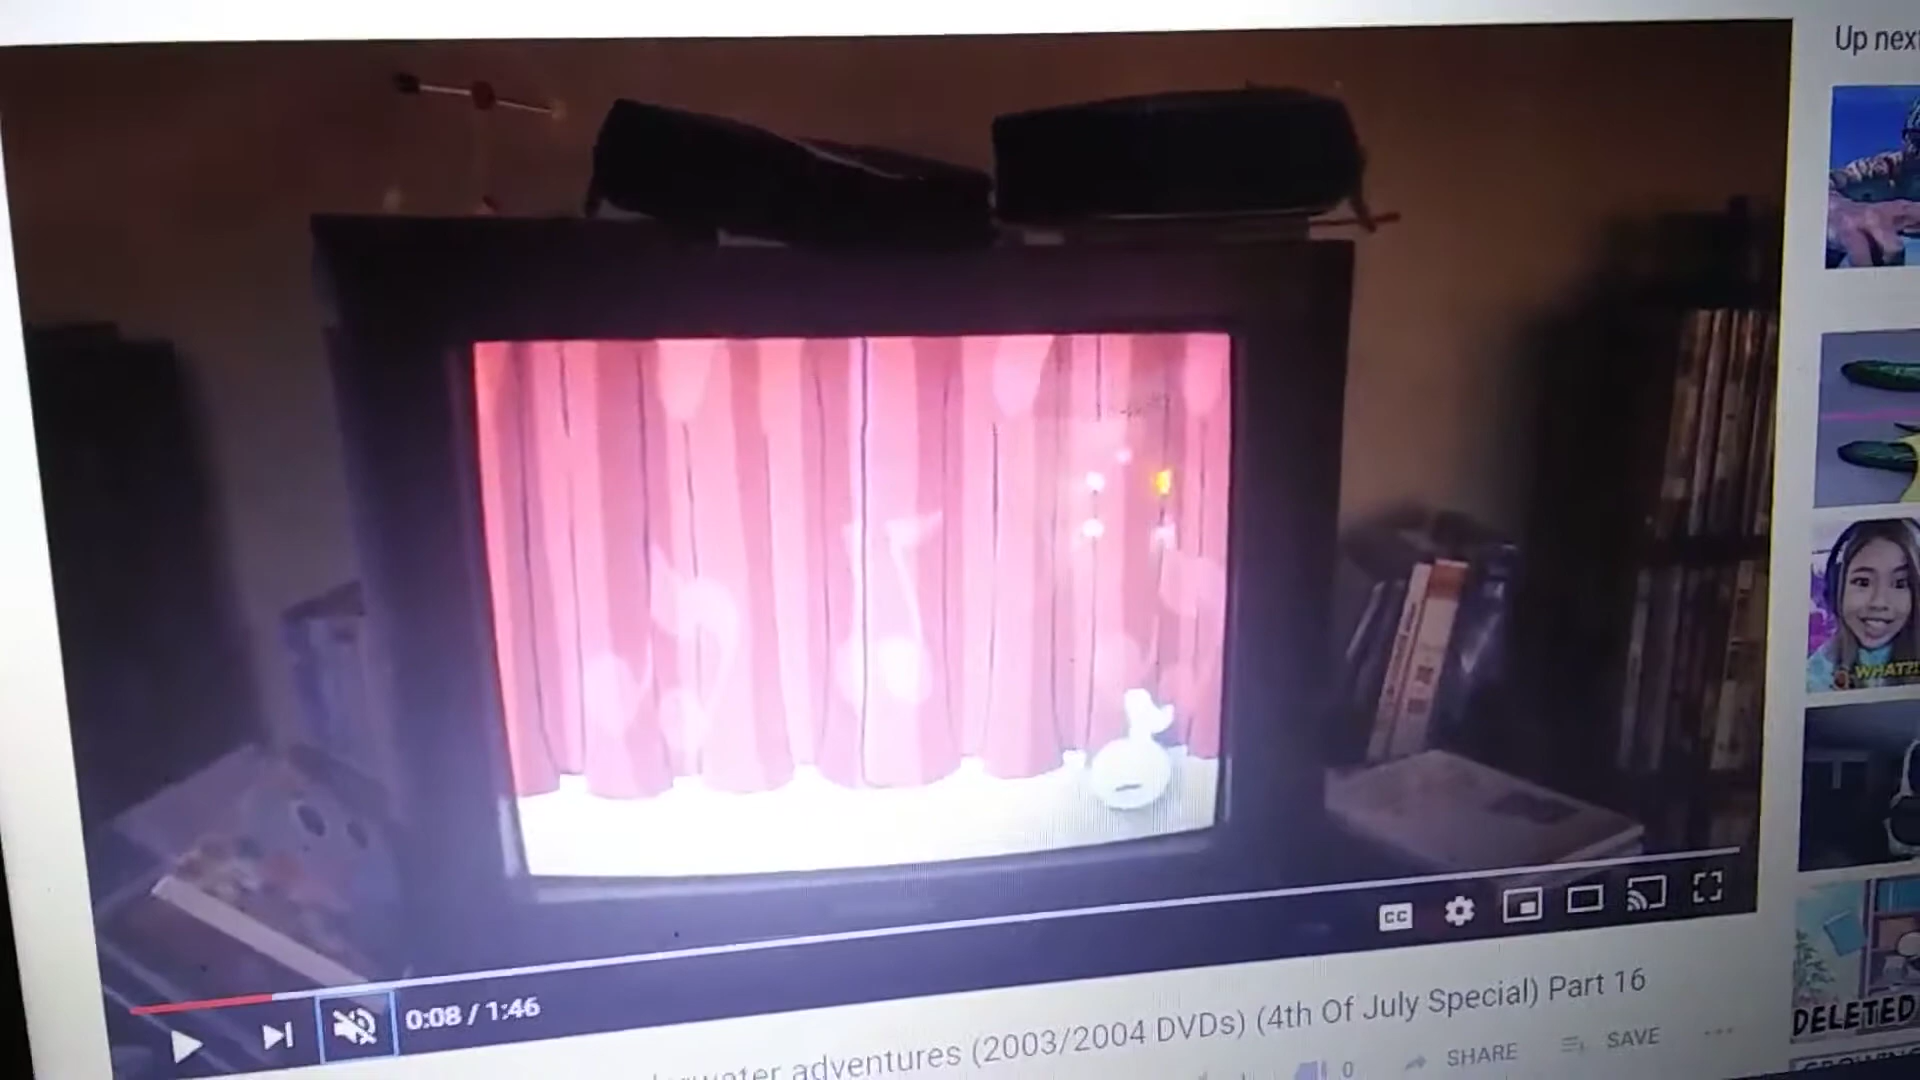 Up next
WHAT?!
CC
0:08 / 1:46
adventures (2003/2004 DVDs) (4th Of July Special) Part 16
0 SHARE SAVE
DELETED